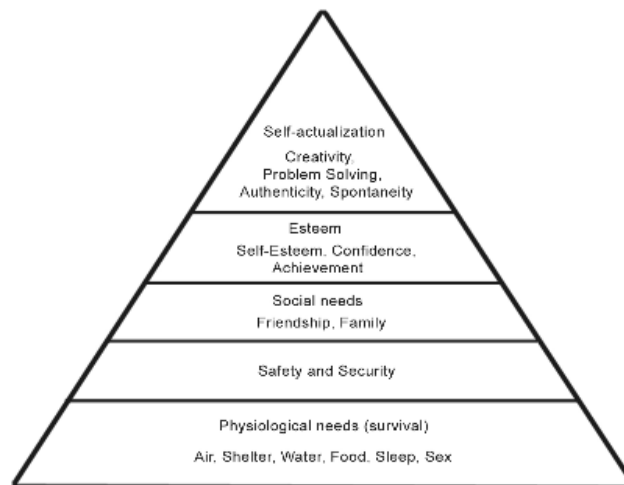 Self-actualization
Creativity,
Problem Solving,
Authenticity, Spontaneity
Esteem
Self-Esteem, Confidence,
Achievement
Social needs
Friendship, Family
Safety and Security
Physiological needs (survival)
Air, Shelter, Water, Food, Sleep, Sex